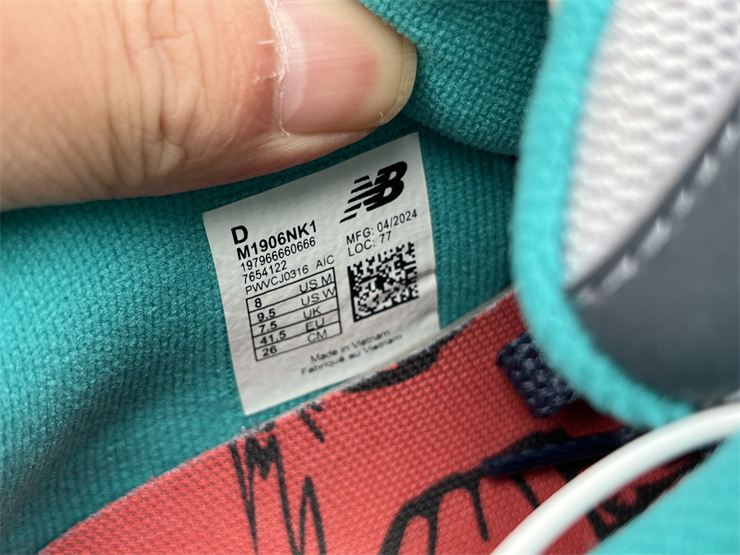 NB
D
M1906NK1
197966660666
7654122
PWVCJ0316 AIC
MFG: 04/2024
LOC: 77
8 US M
9.5 US W
7.5 UK
41.5 EU
26 CM
Made in Vietnam
Fabriqué au Vietnam